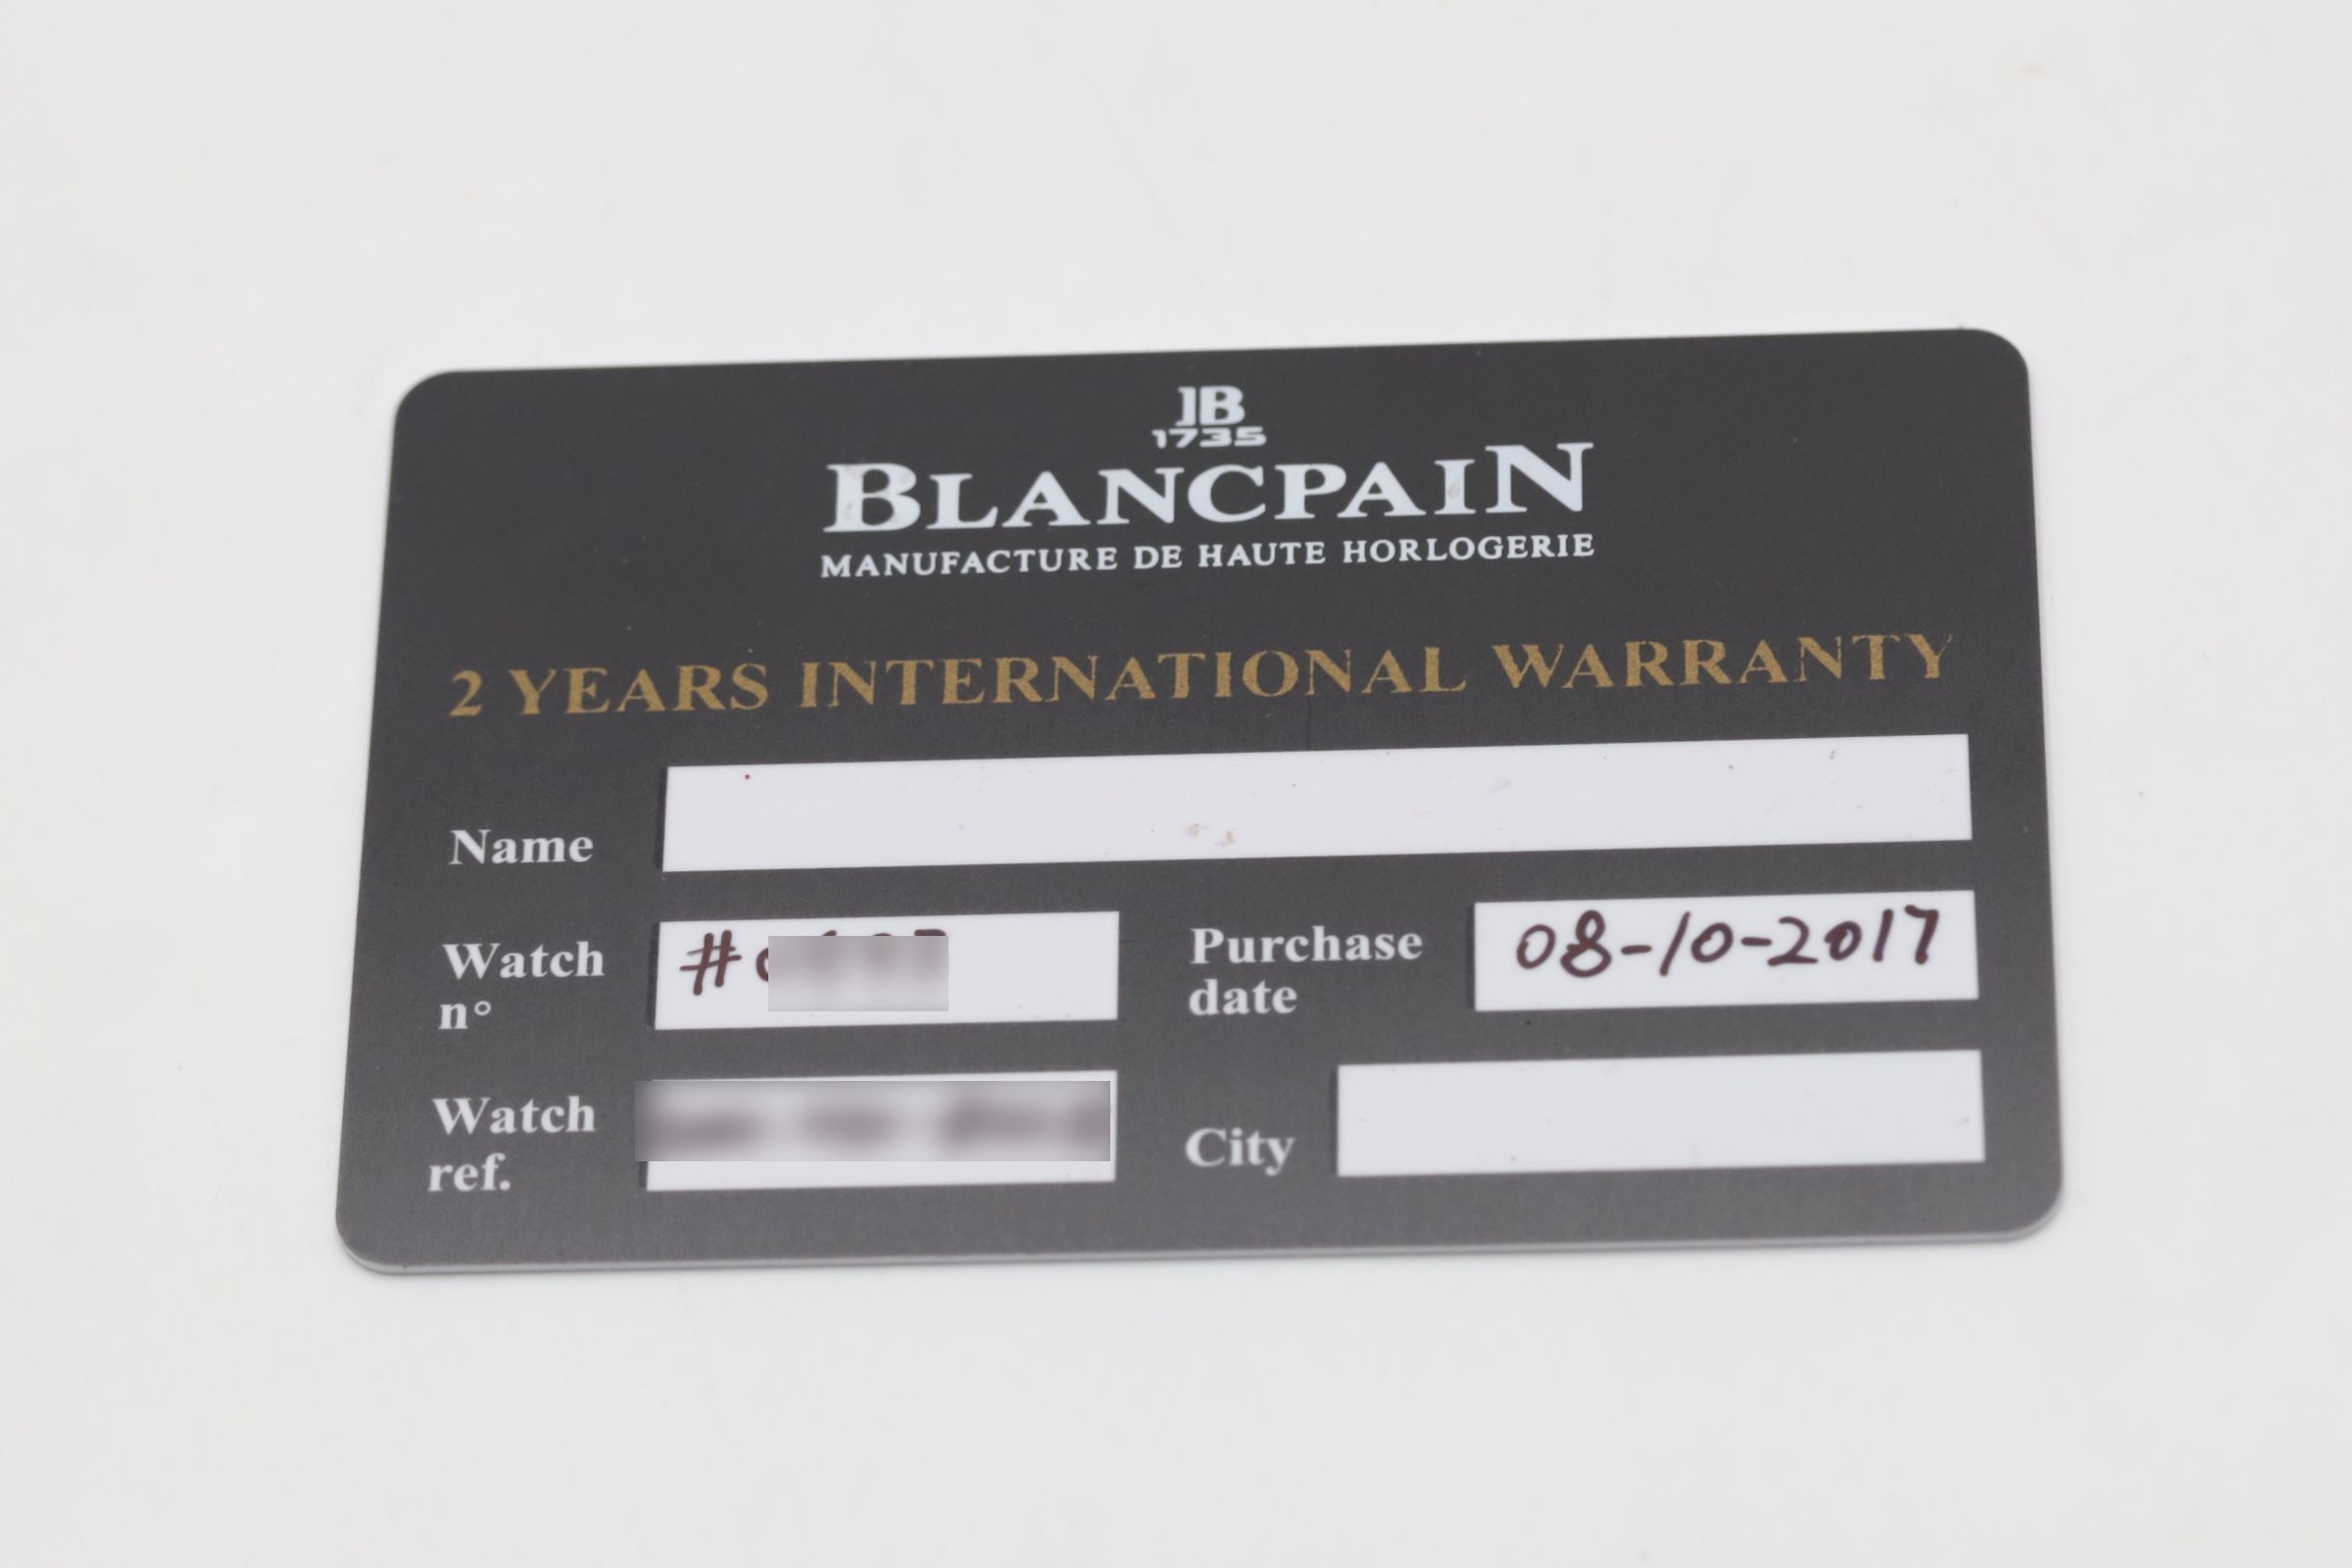 JB
1735
BLANCPAIN
MANUFACTURE DE HAUTE HORLOGERIE
2 YEARS INTERNATIONAL WARRANTY
Name
Watch n° #
Purchase date 08-10-2017
Watch ref.
City